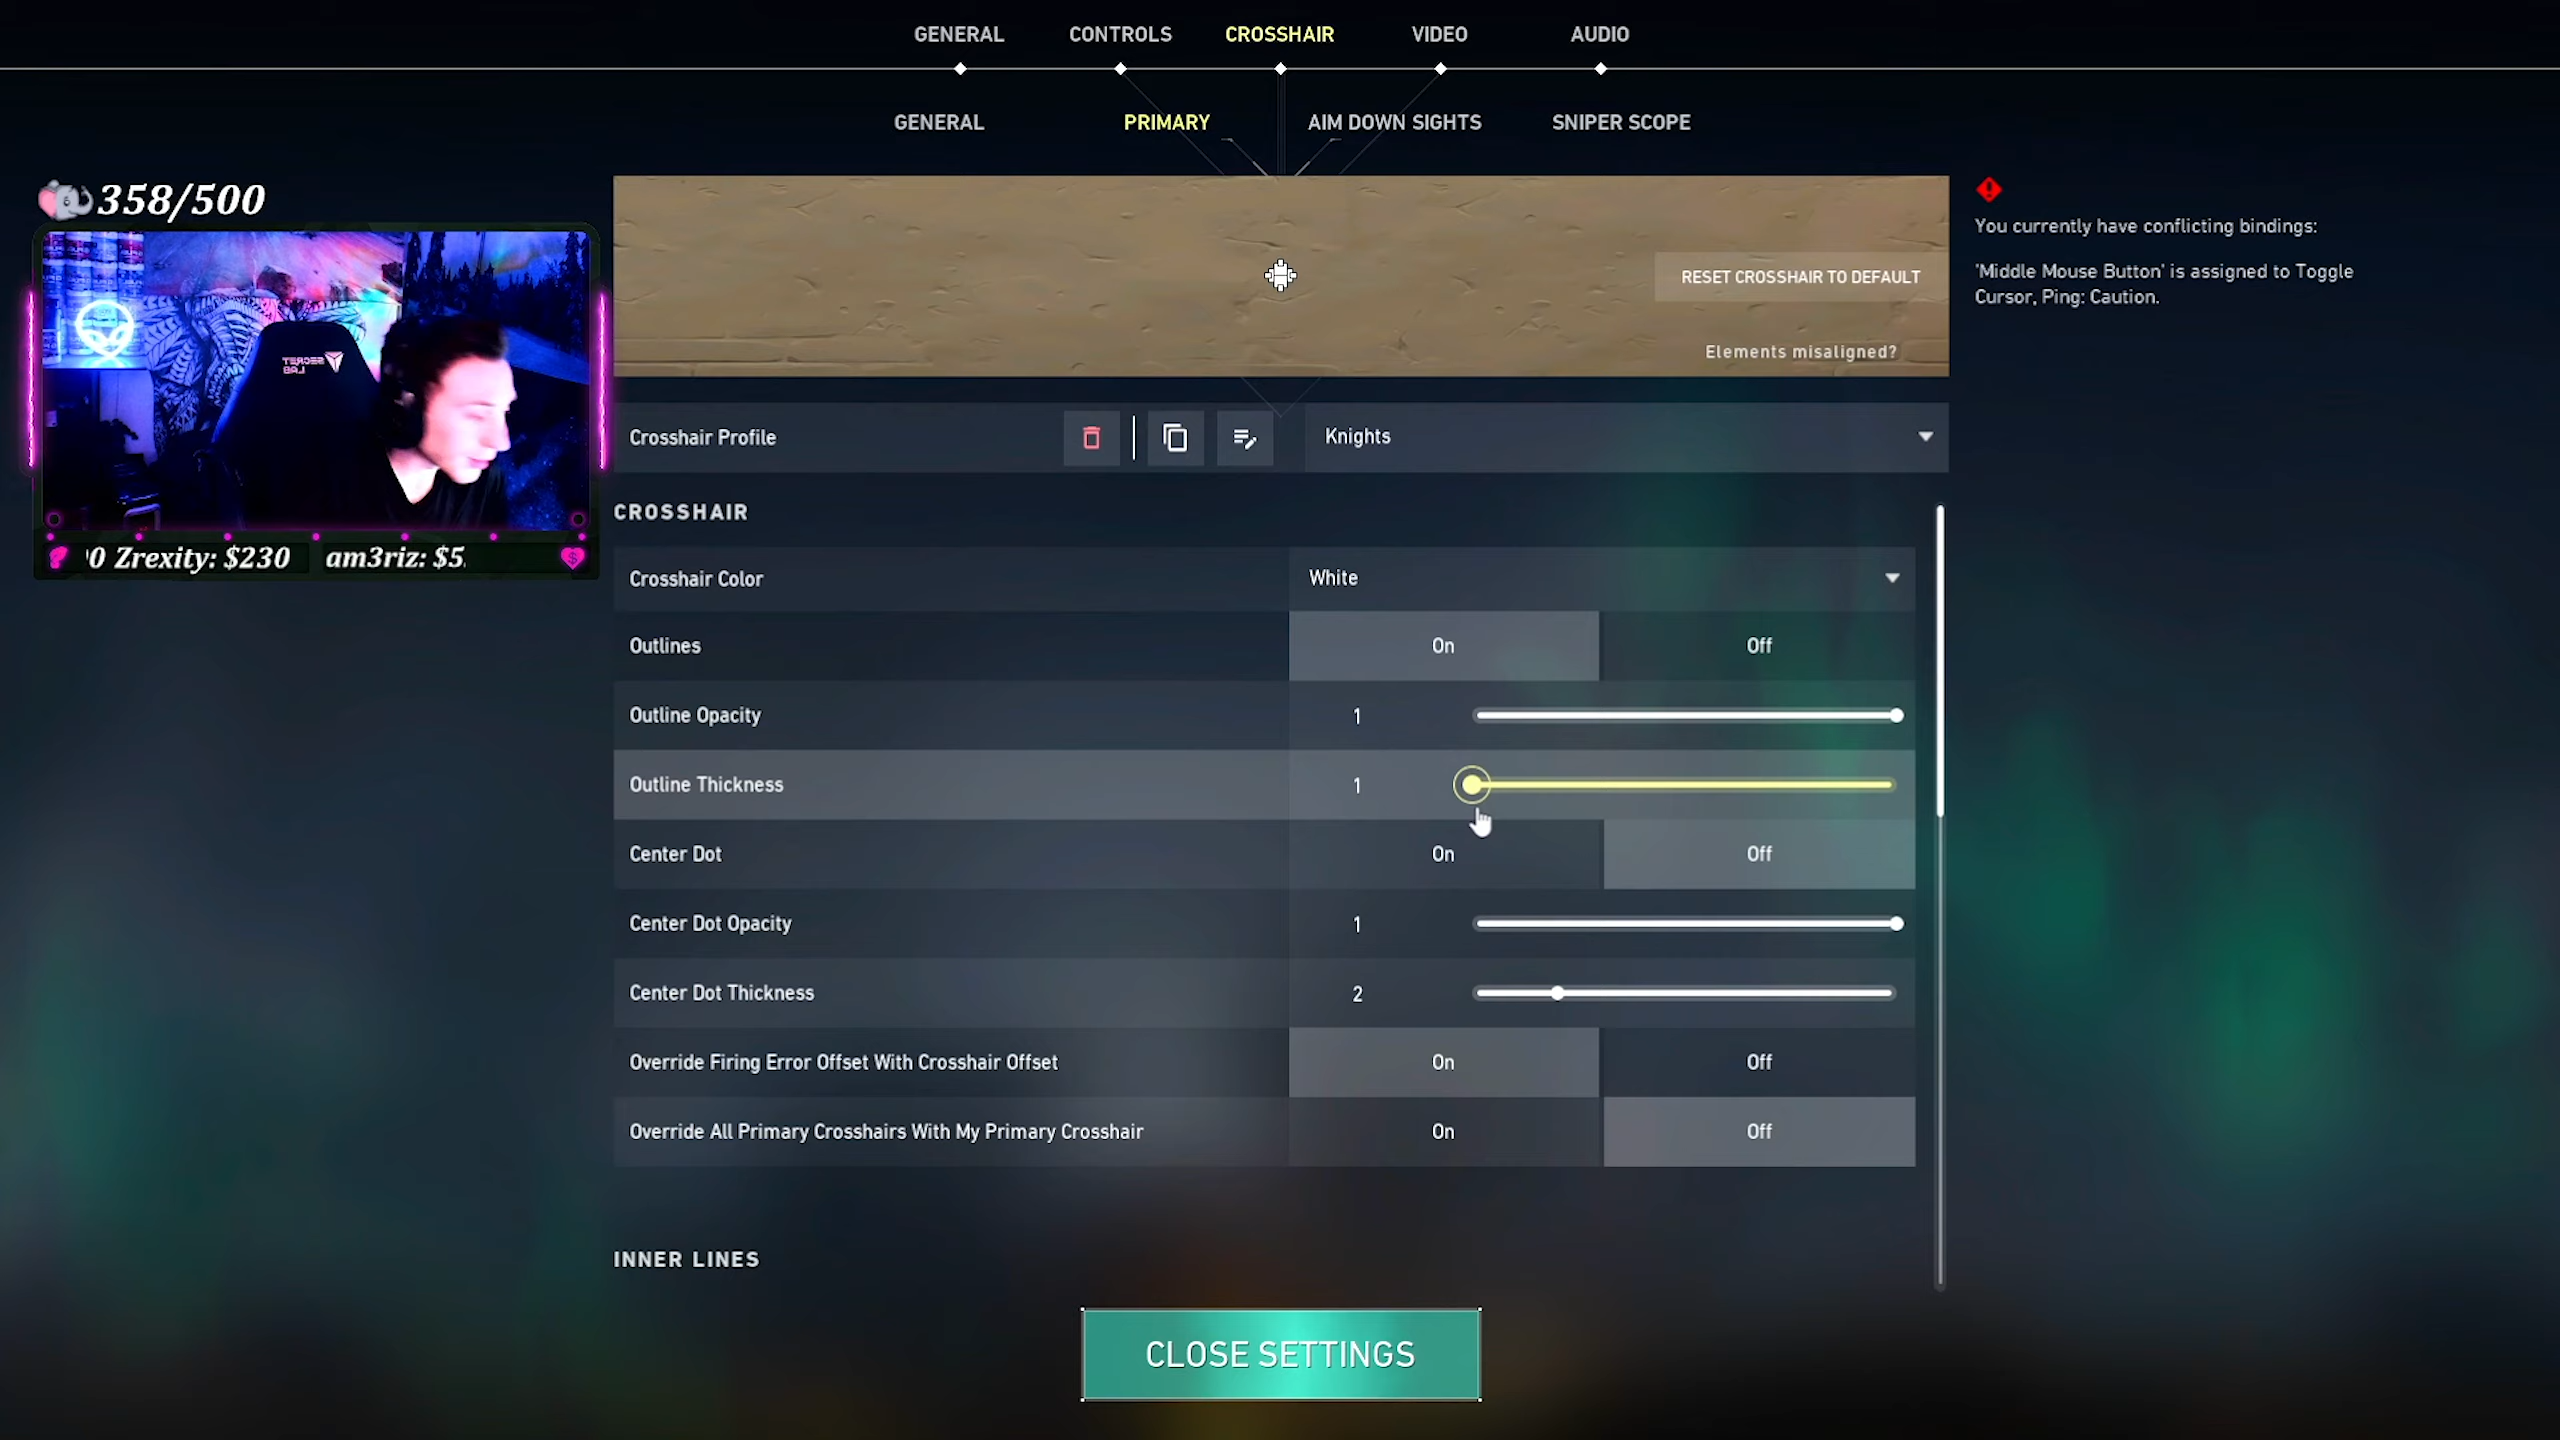 GENERAL CONTROLS CROSSHAIR VIDEO AUDIO
GENERAL PRIMARY AIM DOWN SIGHTS SNIPER SCOPE
358/500
SECRET
LAB
0 Zrexity: $230 am3riz: $5
RESET CROSSHAIR TO DEFAULT
Elements misaligned?
You currently have conflicting bindings:
'Middle Mouse Button' is assigned to Toggle
Cursor, Ping: Caution.
Crosshair Profile Knights
CROSSHAIR
Crosshair Color White
Outlines On Off
Outline Opacity 1
Outline Thickness 1
Center Dot On Off
Center Dot Opacity 1
Center Dot Thickness 2
Override Firing Error Offset With Crosshair Offset On Off
Override All Primary Crosshairs With My Primary Crosshair On Off
INNER LINES
CLOSE SETTINGS